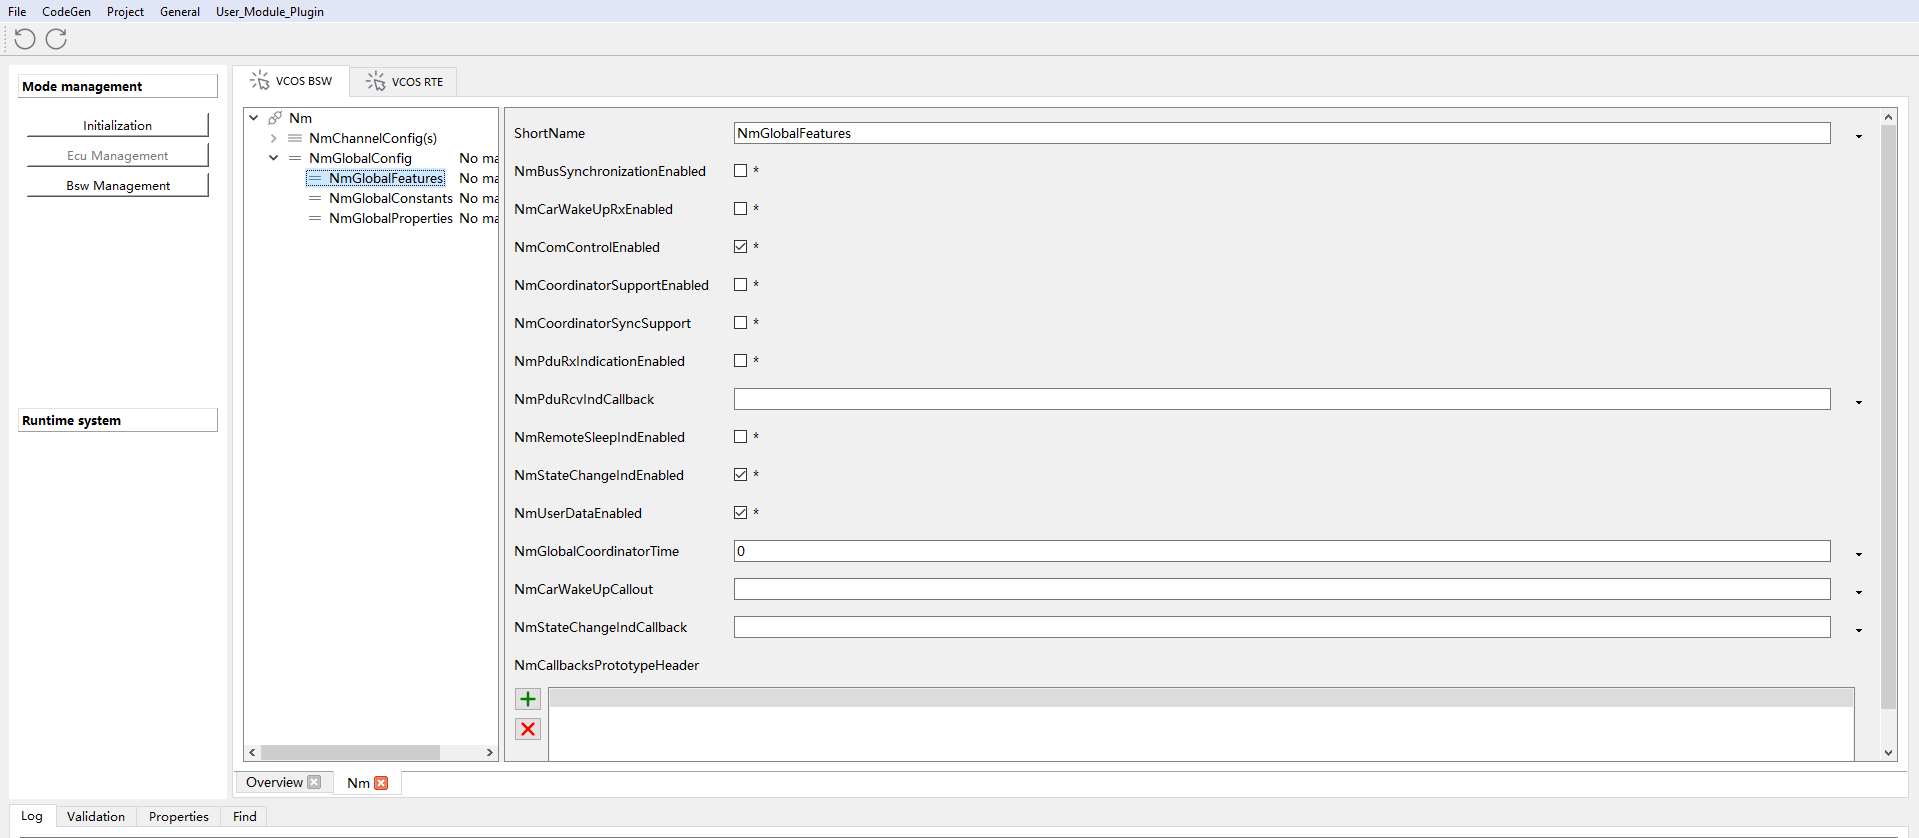 File CodeGen Project General User_Module_Plugin
Mode management
Initialization
Ecu Management
Bsw Management
Runtime system
VCOS BSW VCOS RTE
Nm
NmChannelConfig(s)
NmGlobalConfig No ma
NmGlobalFeatures No ma
NmGlobalConstants No ma
NmGlobalProperties No ma
ShortName NmGlobalFeatures
NmBusSynchronizationEnabled *
NmCarWakeUpRxEnabled *
NmComControlEnabled *
NmCoordinatorSupportEnabled *
NmCoordinatorSyncSupport *
NmPduRxIndicationEnabled *
NmPduRcvIndCallback
NmRemoteSleepIndEnabled *
NmStateChangeIndEnabled *
NmUserDataEnabled *
NmGlobalCoordinatorTime 0
NmCarWakeUpCallout
NmStateChangeIndCallback
NmCallbacksPrototypeHeader
Overview Nm
Log Validation Properties Find